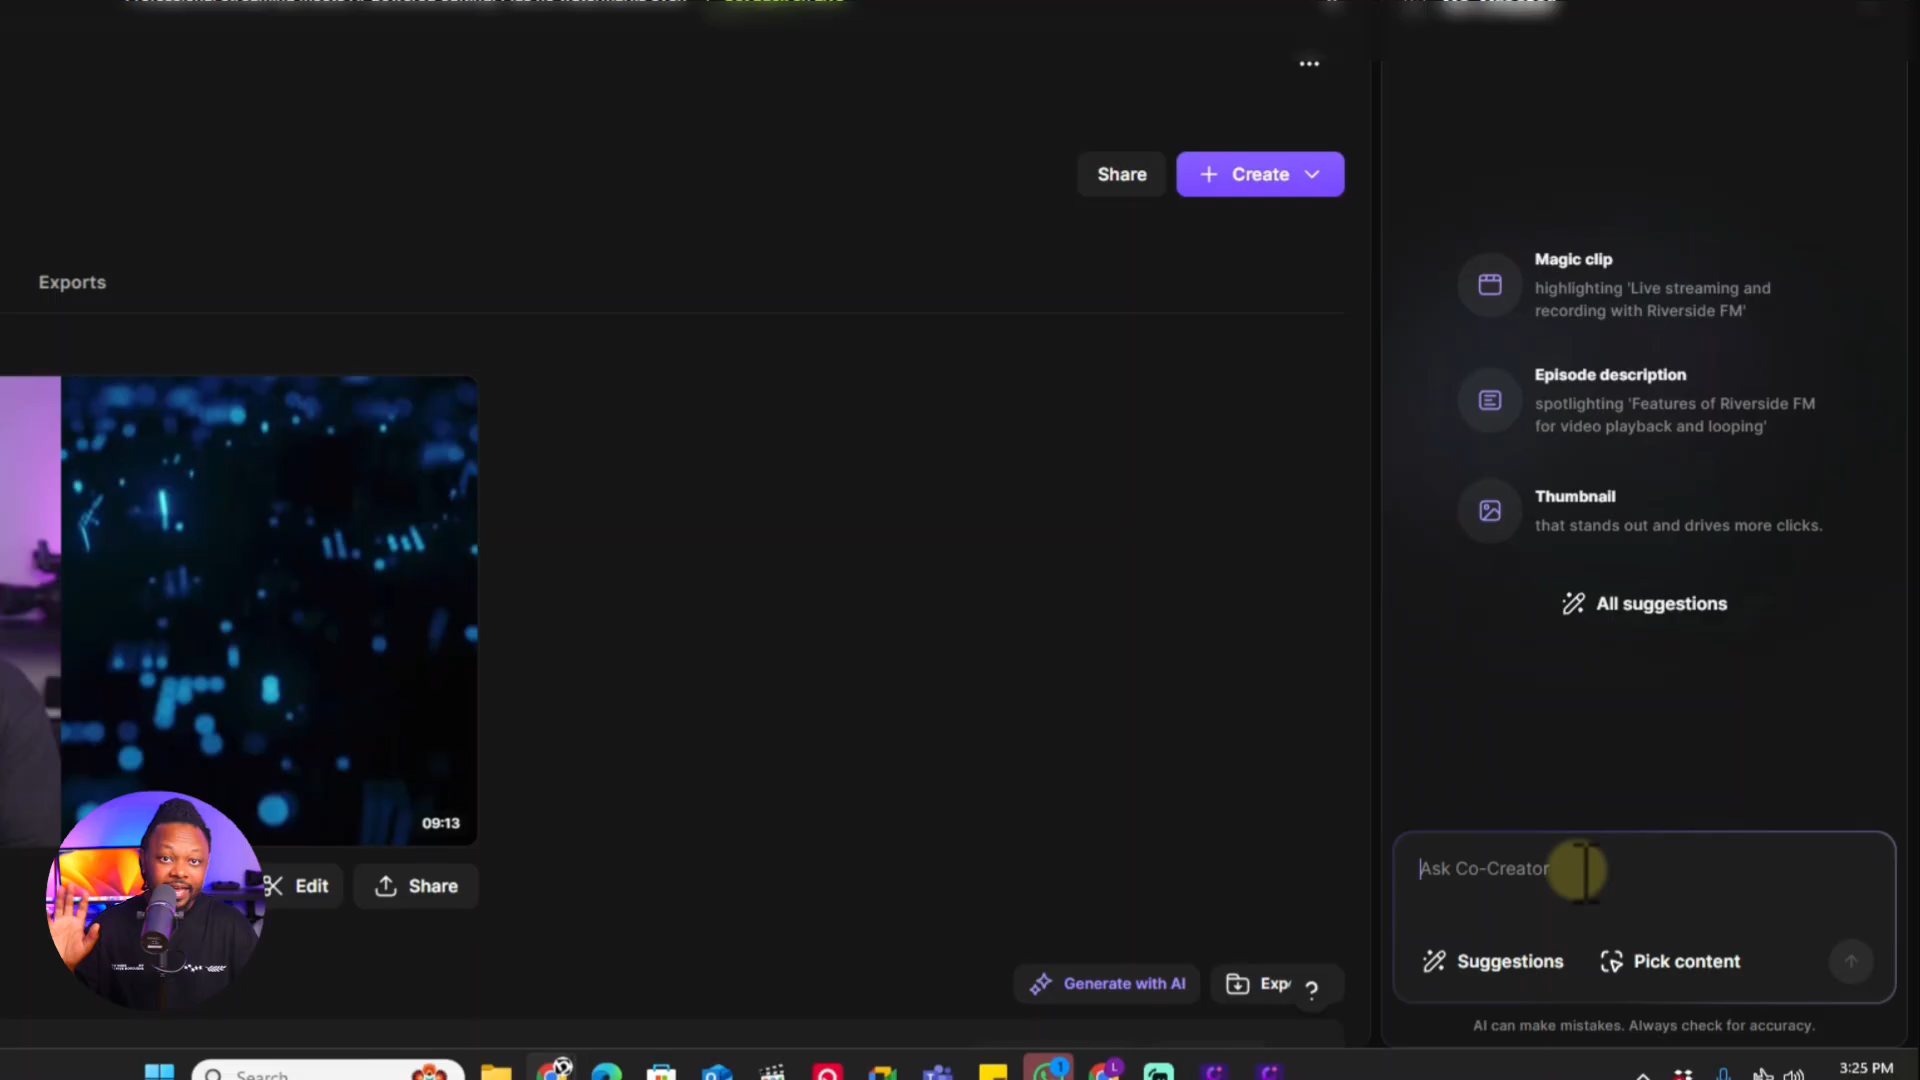 Share
Create
Exports
Magic clip
highlighting 'Live streaming and
recording with Riverside FM'
Episode description
spotlighting 'Features of Riverside FM
for video playback and looping'
Thumbnail
that stands out and drives more clicks.
All suggestions
09:13
Edit
Share
Ask Co-Creator
Suggestions
Pick content
Generate with AI
?
AI can make mistakes. Always check for accuracy.
Search
3:25 PM